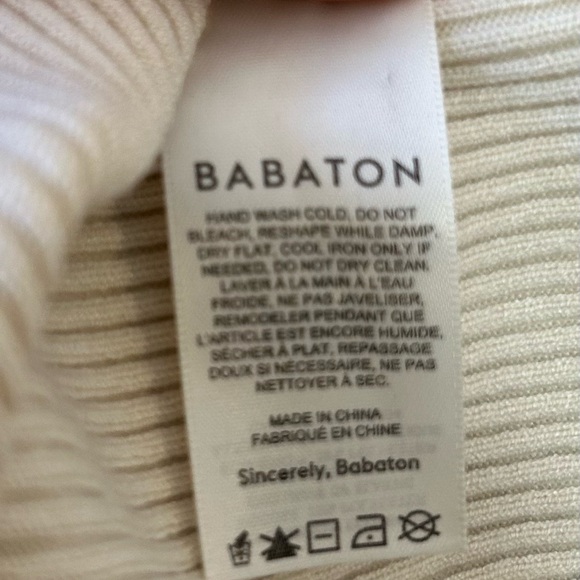 BABATON
HAND WASH COLD, DO NOT
BLEACH, RESHAPE WHILE DAMP,
DRY FLAT, COOL IRON ONLY IF
NEEDED, DO NOT DRY CLEAN.
LAVER À LA MAIN À L'EAU
FROIDE, NE PAS JAVELISER,
REMODELER PENDANT QUE
L'ARTICLE EST ENCORE HUMIDE,
SÉCHER À PLAT, REPASSAGE
DOUX SI NÉCESSAIRE, NE PAS
NETTOYER À SEC.
MADE IN CHINA
FABRIQUÉ EN CHINE
Sincerely, Babaton